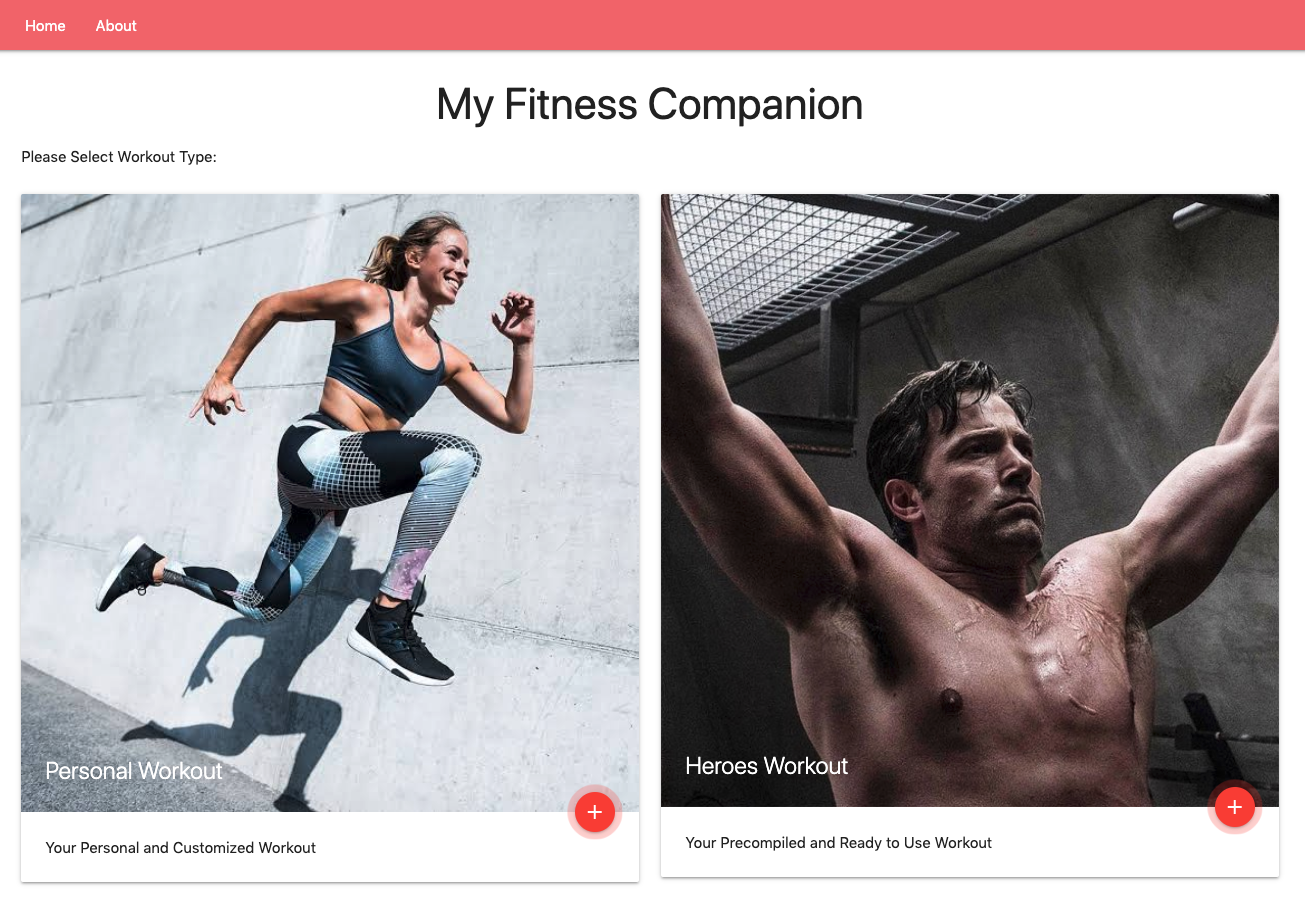 Home About
My Fitness Companion
Please Select Workout Type:
Personal Workout
Heroes Workout
+
+
Your Personal and Customized Workout
Your Precompiled and Ready to Use Workout